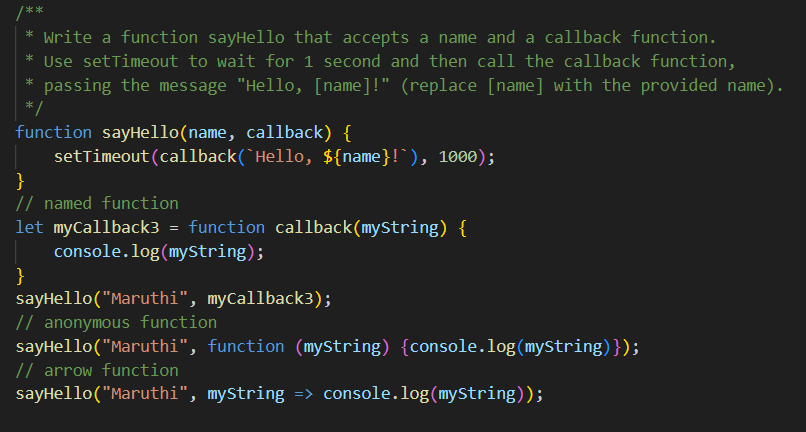 /**
 * Write a function sayHello that accepts a name and a callback function.
 * Use setTimeout to wait for 1 second and then call the callback function,
 * passing the message "Hello, [name]!" (replace [name] with the provided name).
 */
function sayHello(name, callback) {
    setTimeout(callback(`Hello, ${name}!`), 1000);
}
// named function
let myCallback3 = function callback(myString) {
    console.log(myString);
}
sayHello("Maruthi", myCallback3);
// anonymous function
sayHello("Maruthi", function (myString) {console.log(myString)});
// arrow function
sayHello("Maruthi", myString => console.log(myString));